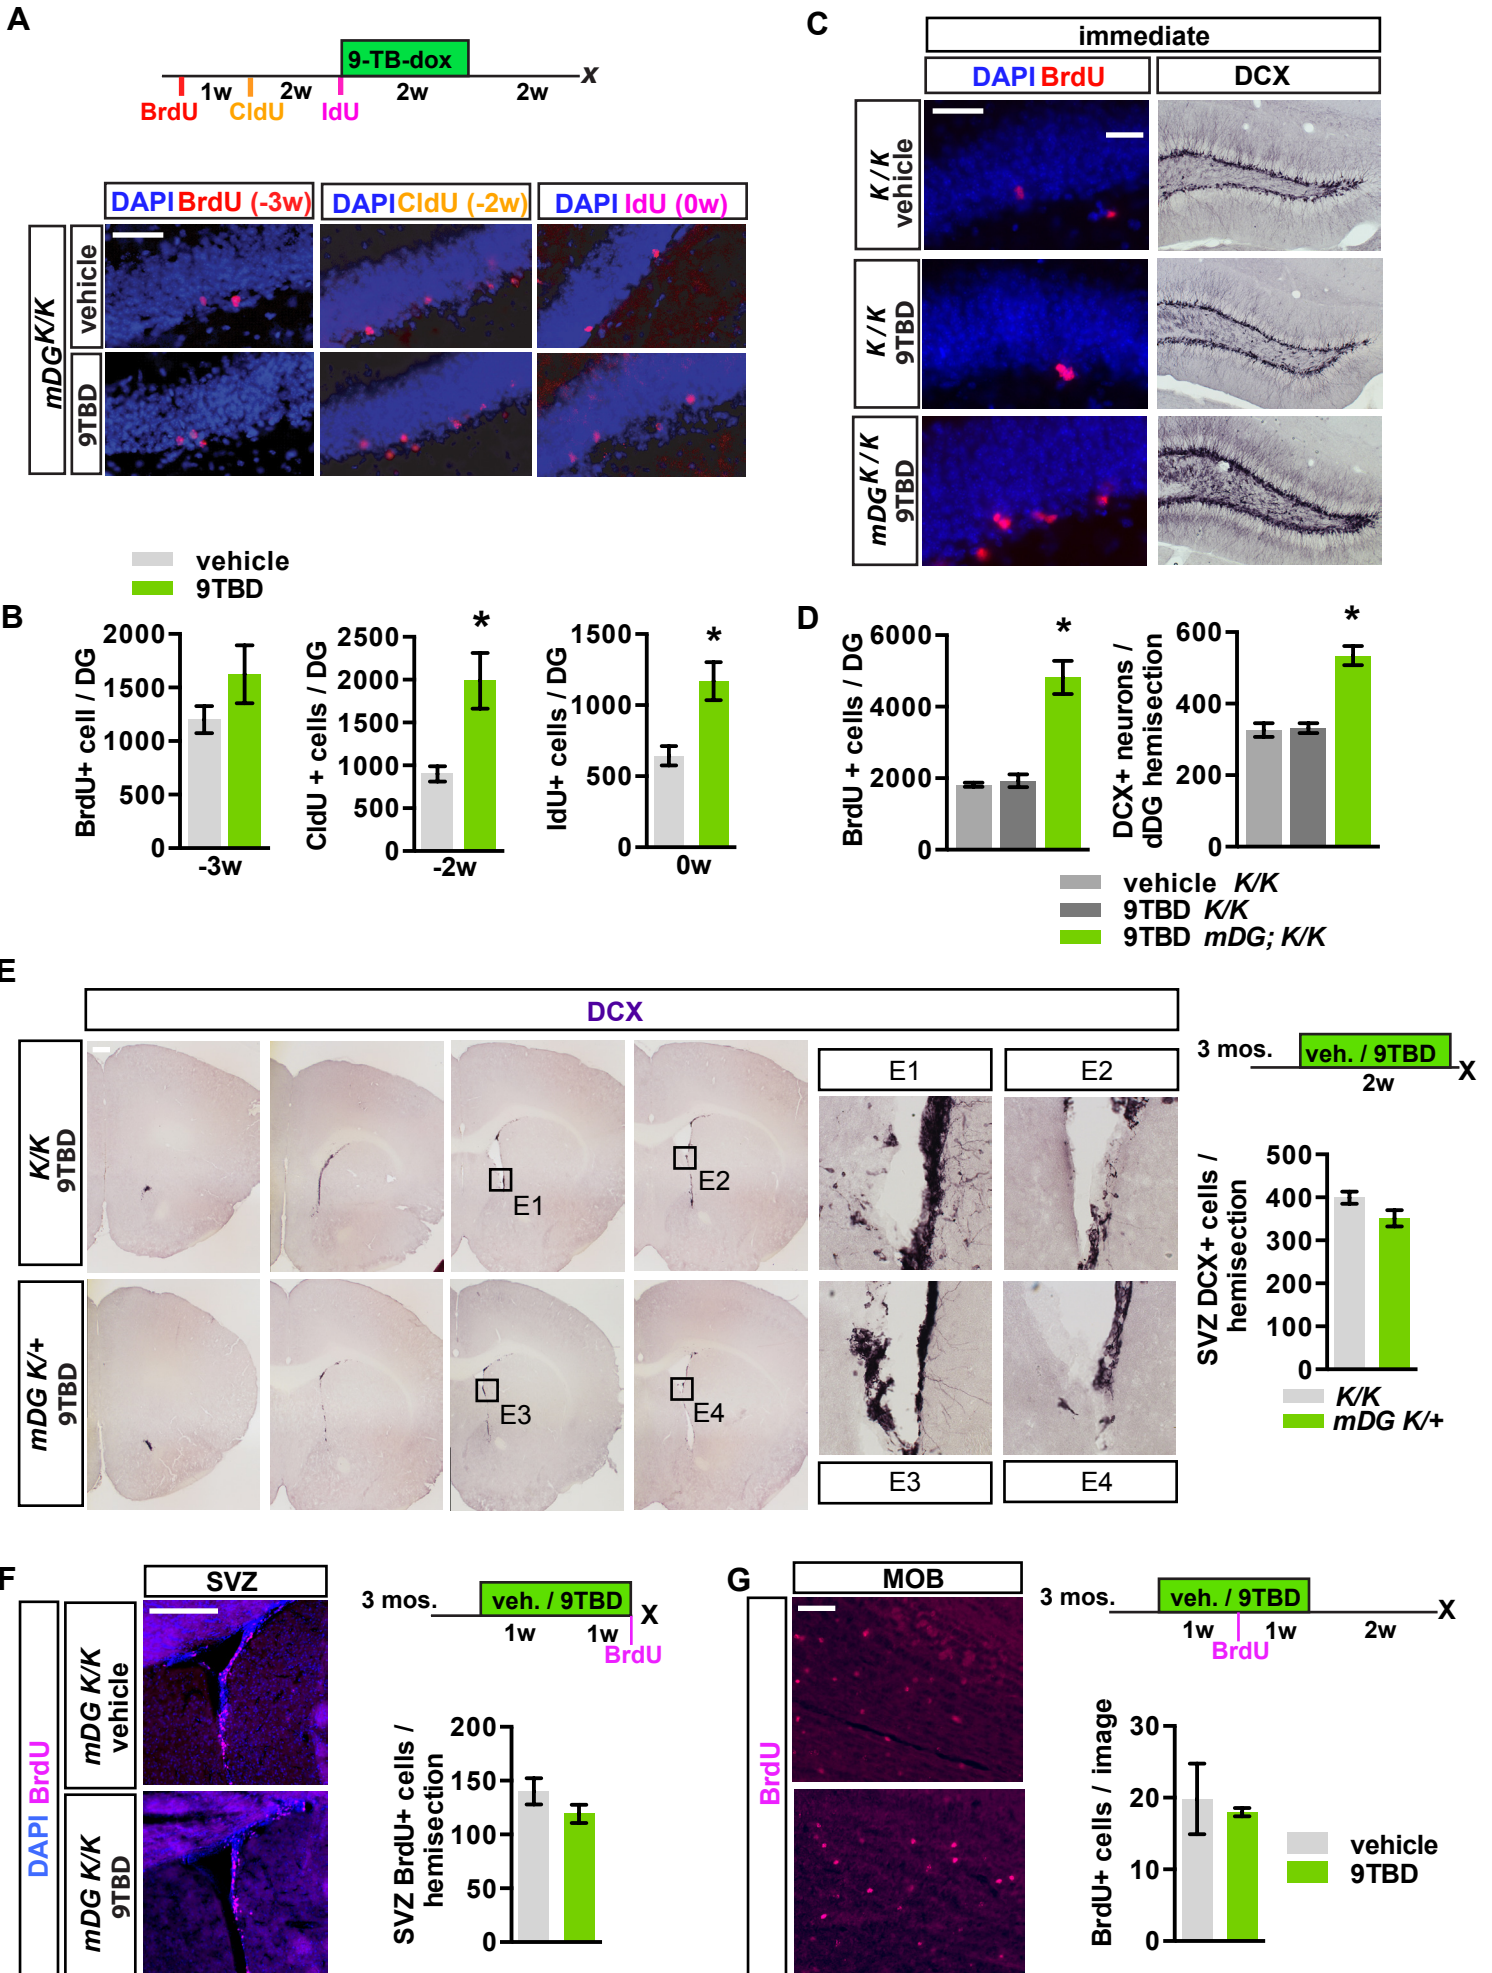 A
9-TB-dox
x
1w 2w 2w 2w
BrdU CldU IdU
DAPI BrdU (-3w)
DAPI CldU (-2w)
DAPI IdU (0w)
mDG K/K
vehicle
9TBD
vehicle
9TBD
B
BrdU+ cell / DG
2000
1500
1000
500
0
-3w
CldU + cells / DG
2500
2000
1500
1000
500
0
*
-2w
IdU+ cells / DG
1500
1000
500
0
*
0w
C
immediate
DAPI BrdU
DCX
K/K
vehicle
K/K
9TBD
mDG K/K
9TBD
D
BrdU + cells / DG
6000
4000
2000
0
*
DCX+ neurons /
dDG hemisection
600
400
200
0
*
vehicle K/K
9TBD K/K
9TBD mDG; K/K
E
DCX
K/K
9TBD
mDG K/+
9TBD
E1
E2
E3
E4
E1
E2
E3
E4
3 mos.
veh. / 9TBD
2w
X
SVZ DCX+ cells /
hemisection
500
400
300
200
100
0
K/K
mDG K/+
F
SVZ
DAPI BrdU
mDG K/K
vehicle
mDG K/K
9TBD
3 mos.
veh. / 9TBD
X
1w 1w
BrdU
SVZ BrdU+ cells /
hemisection
200
150
100
50
0
G
MOB
BrdU
3 mos.
veh. / 9TBD
X
1w 1w 2w
BrdU
BrdU+ cells / image
30
20
10
0
vehicle
9TBD